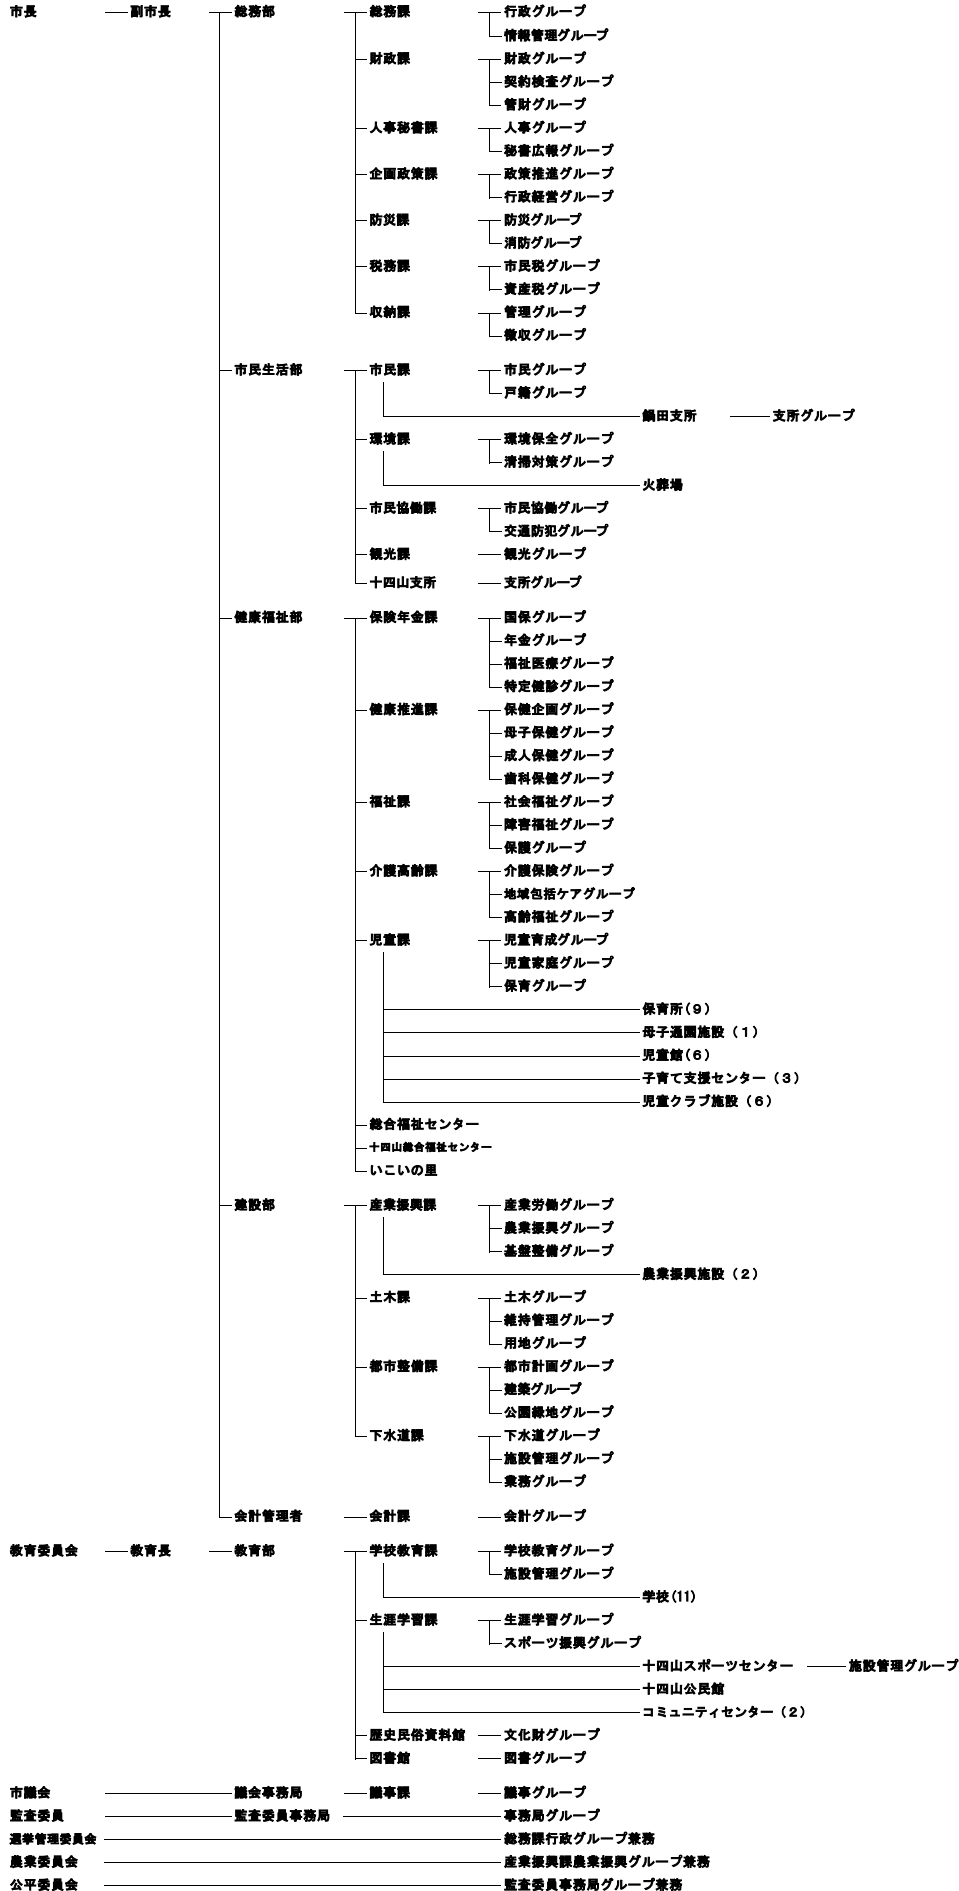 市長 副市長 総務部 総務課 行政グループ
情報管理グループ
財政課 財政グループ
契約検査グループ
管財グループ
人事秘書課 人事グループ
秘書広報グループ
企画政策課 政策推進グループ
行政経営グループ
防災課 防災グループ
消防グループ
税務課 市民税グループ
資産税グループ
収納課 管理グループ
徴収グループ
市民生活部 市民課 市民グループ
戸籍グループ
鍋田支所 支所グループ
環境課 環境保全グループ
清掃対策グループ
火葬場
市民協働課 市民協働グループ
交通防犯グループ
観光課 観光グループ
十四山支所 支所グループ
健康福祉部 保険年金課 国保グループ
年金グループ
福祉医療グループ
特定健診グループ
健康推進課 保健企画グループ
母子保健グループ
成人保健グループ
歯科保健グループ
福祉課 社会福祉グループ
障害福祉グループ
保護グループ
介護高齢課 介護保険グループ
地域包括ケアグループ
高齢福祉グループ
児童課 児童育成グループ
児童家庭グループ
保育グループ
保育所(9)
母子通園施設(1)
児童館(6)
子育て支援センター(3)
児童クラブ施設(6)
総合福祉センター
十四山総合福祉センター
いこいの里
建設部 産業振興課 産業労働グループ
農業振興グループ
基盤整備グループ
農業振興施設(2)
土木課 土木グループ
維持管理グループ
用地グループ
都市整備課 都市計画グループ
建築グループ
公園緑地グループ
下水道課 下水道グループ
施設管理グループ
業務グループ
会計管理者 会計課 会計グループ
教育委員会 教育長 教育部 学校教育課 学校教育グループ
施設管理グループ
学校(11)
生涯学習課 生涯学習グループ
スポーツ振興グループ
十四山スポーツセンター 施設管理グループ
十四山公民館
コミュニティセンター(2)
歴史民俗資料館 文化財グループ
図書館 図書グループ
市議会 議会事務局 議事課 議事グループ
監査委員 監査委員事務局 事務局グループ
選挙管理委員会 総務課行政グループ兼務
農業委員会 産業振興課農業振興グループ兼務
公平委員会 監査委員事務局グループ兼務